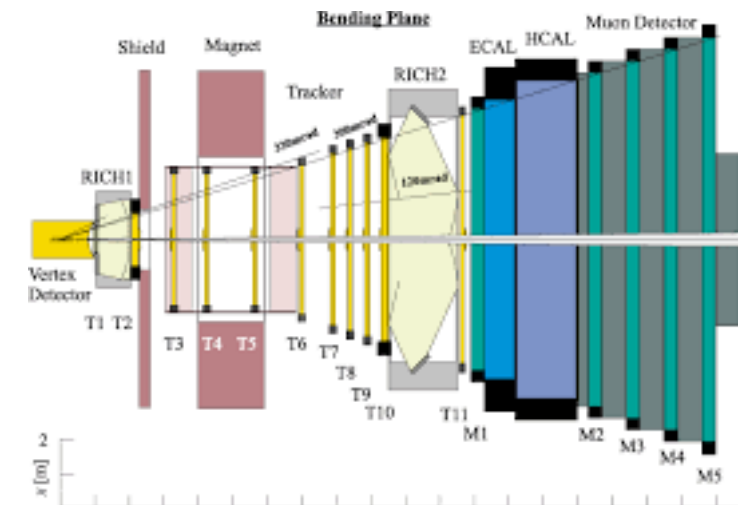 Bending Plane
Shield
Magnet
ECAL
HCAL
Muon Detector
Tracker
RICH2
RICH1
Vertex
Detector
T1 T2
T3
T4
T5
T6
T7
T8
T9
T10
T11
M1
M2
M3
M4
M5
2
x [m]